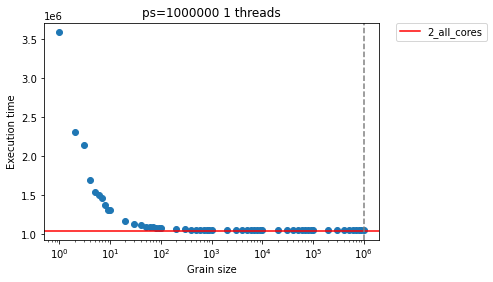 ps=1000000 1 threads
1e6
2_all_cores
3.5
3.0
2.5
2.0
1.5
1.0
Execution time
10⁰ 10¹ 10² 10³ 10⁴ 10⁵ 10⁶
Grain size